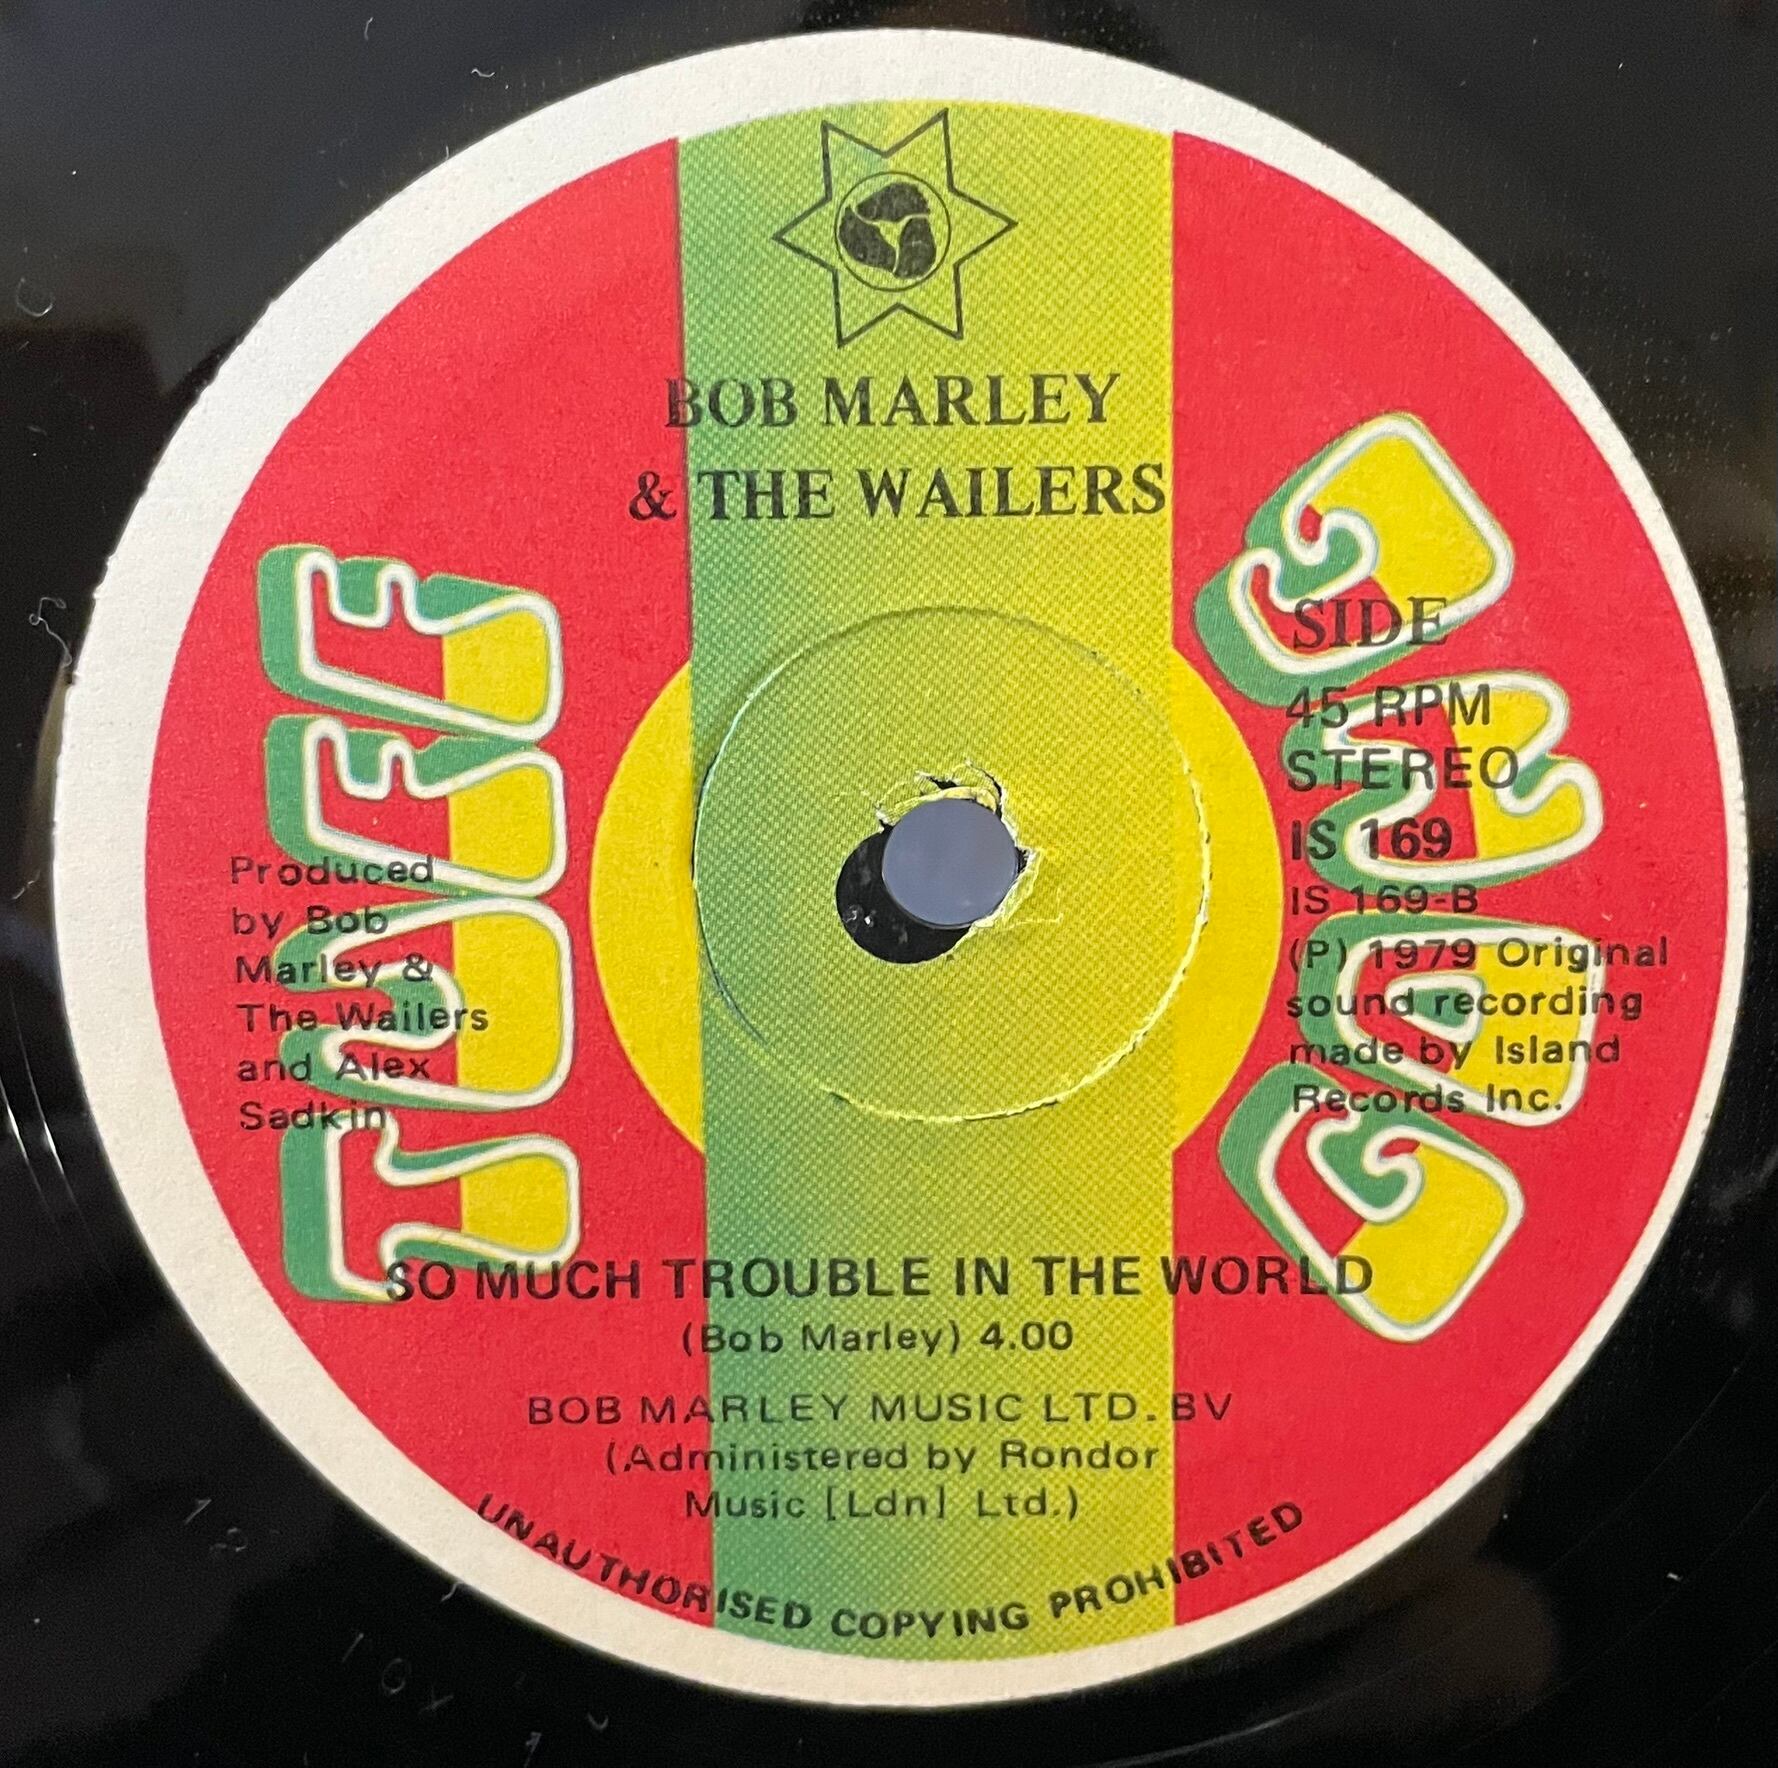 BOB MARLEY
& THE WAILERS
TUFF
GONG
SIDE
45 RPM
STEREO
IS 169
IS 169-B
(P) 1979 Original
sound recording
made by Island
Records Inc.
Produced
by Bob
Marley &
The Wailers
and Alex
Sadkin
SO MUCH TROUBLE IN THE WORLD
(Bob Marley) 4.00
BOB MARLEY MUSIC LTD. BV
(Administered by Rondor
Music [Ldn] Ltd.)
UNAUTHORISED COPYING PROHIBITED